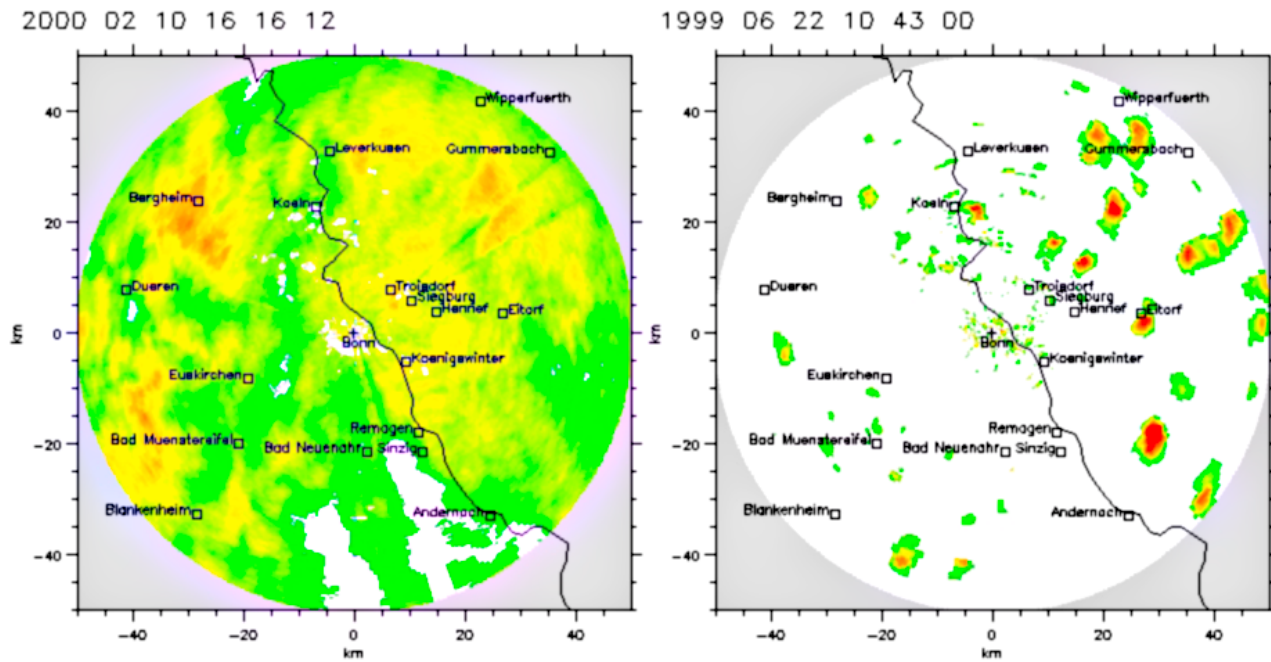 2000 02 10 16 16 12
Wipperfuerth
40
Leverkusen
Gummersbach
Bergheim
Koeln
20
Dueren
Troisdorf
Siegburg
Hennef
Eitorf
km
0
Bonn
Koenigswinter
Euskirchen
Remagen
-20
Bad Muenstereifel
Bad Neuenahr
Sinzig
Blankenheim
Andernach
-40
-40 -20 0 20 40
km
1999 06 22 10 43 00
Wipperfuerth
40
Leverkusen
Gummersbach
Bergheim
Koeln
20
Dueren
Troisdorf
Siegburg
Hennef
Eitorf
km
0
Bonn
Koenigswinter
Euskirchen
Remagen
-20
Bad Muenstereifel
Bad Neuenahr
Sinzig
Blankenheim
Andernach
-40
-40 -20 0 20 40
km